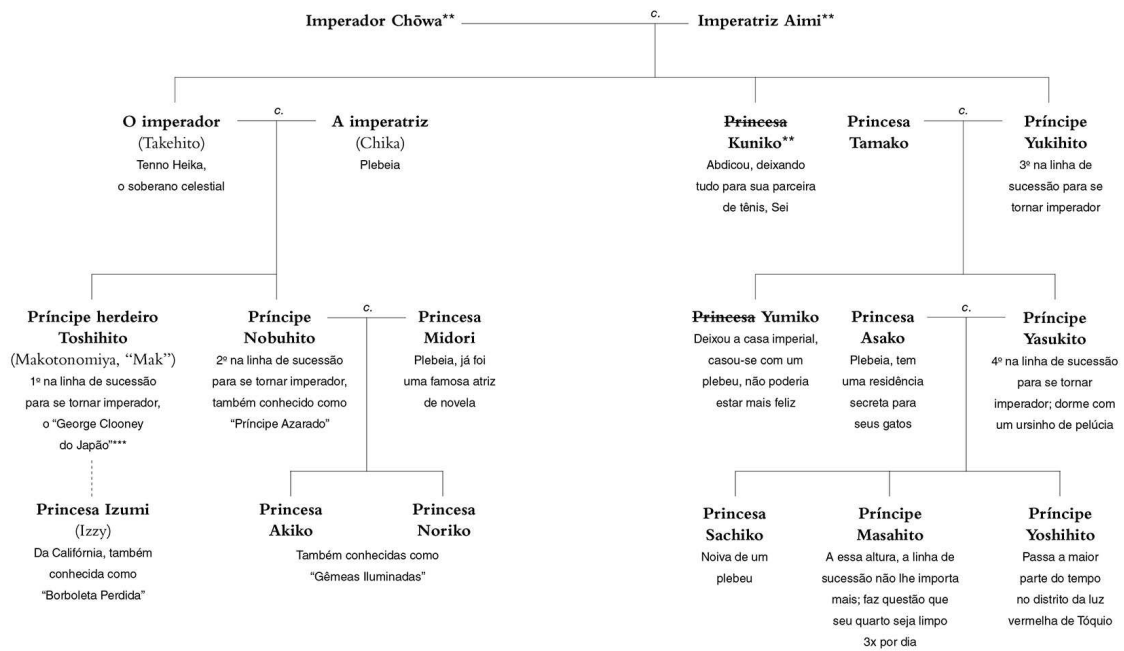 Imperador Chōwa**
c.
Imperatriz Aimi**
O imperador
(Takehito)
Tenno Heika,
o soberano celestial
c.
A imperatriz
(Chika)
Plebeia
Princesa
Kuniko**
Abdicou, deixando
tudo para sua parceira
de tênis, Sei
Princesa
Tamako
c.
Príncipe
Yukihito
3º na linha de
sucessão para se
tornar imperador
Príncipe herdeiro
Toshihito
(Makotonomiya, “Mak”)
1º na linha de sucessão
para se tornar imperador,
o “George Clooney
do Japão”***
Príncipe
Nobuhito
2º na linha de sucessão
para se tornar imperador,
também conhecido como
“Príncipe Azarado”
c.
Princesa
Midori
Plebeia, já foi
uma famosa atriz
de novela
Princesa Yumiko
Deixou a casa imperial,
casou-se com um
plebeu, não poderia
estar mais feliz
Princesa
Asako
Plebeia, tem
uma residência
secreta para
seus gatos
c.
Príncipe
Yasukito
4º na linha de sucessão
para se tornar
imperador; dorme com
um ursinho de pelúcia
Princesa Izumi
(Izzy)
Da Califórnia, também
conhecida como
“Borboleta Perdida”
Princesa
Akiko
Princesa
Noriko
Também conhecidas como
“Gêmeas Iluminadas”
Princesa
Sachiko
Noiva de um
plebeu
Príncipe
Masahito
A essa altura, a linha de
sucessão não lhe importa
mais; faz questão que
seu quarto seja limpo
3x por dia
Príncipe
Yoshihito
Passa a maior
parte do tempo
no distrito da luz
vermelha de Tóquio